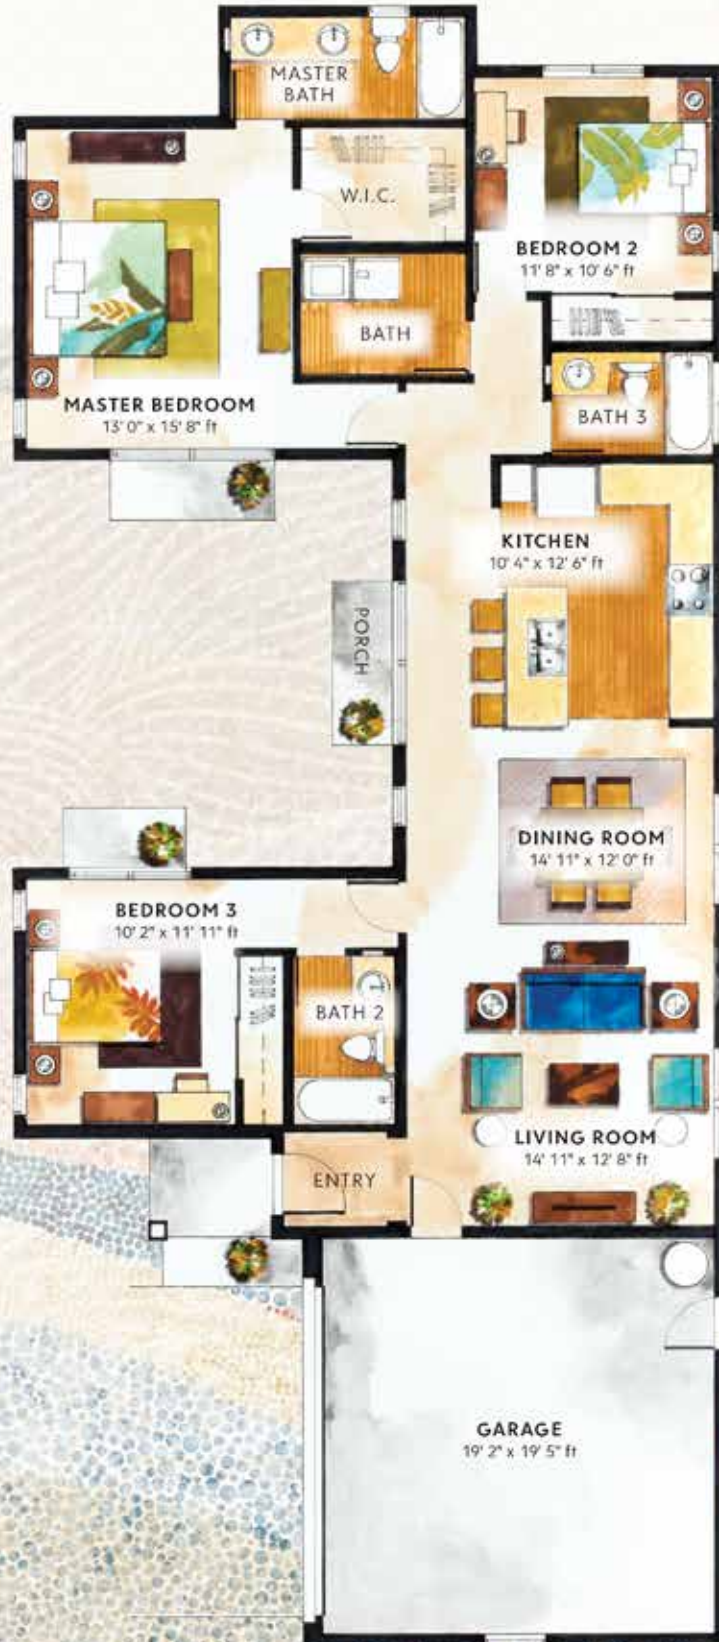 MASTER
BATH
W.I.C.
BEDROOM 2
11' 8" x 10' 6" ft
BATH
MASTER BEDROOM
13' 0" x 15' 8" ft
BATH 3
KITCHEN
10' 4" x 12' 6" ft
PORCH
DINING ROOM
14' 11" x 12' 0" ft
BEDROOM 3
10' 2" x 11' 11" ft
BATH 2
LIVING ROOM
14' 11" x 12' 8" ft
ENTRY
GARAGE
19' 2" x 19' 5" ft